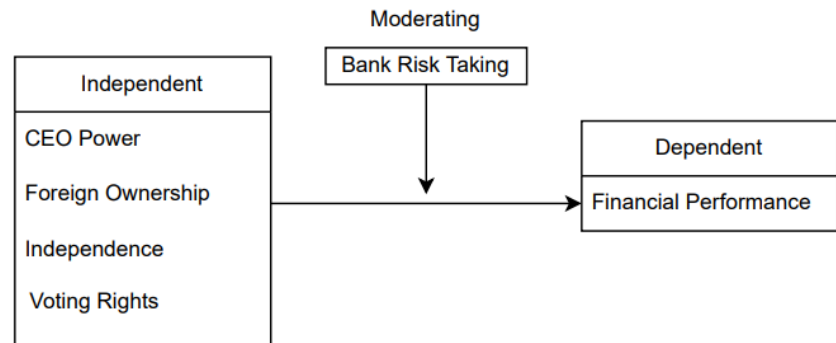 Moderating
Bank Risk Taking
Independent
CEO Power
Foreign Ownership
Independence
Voting Rights
Dependent
Financial Performance